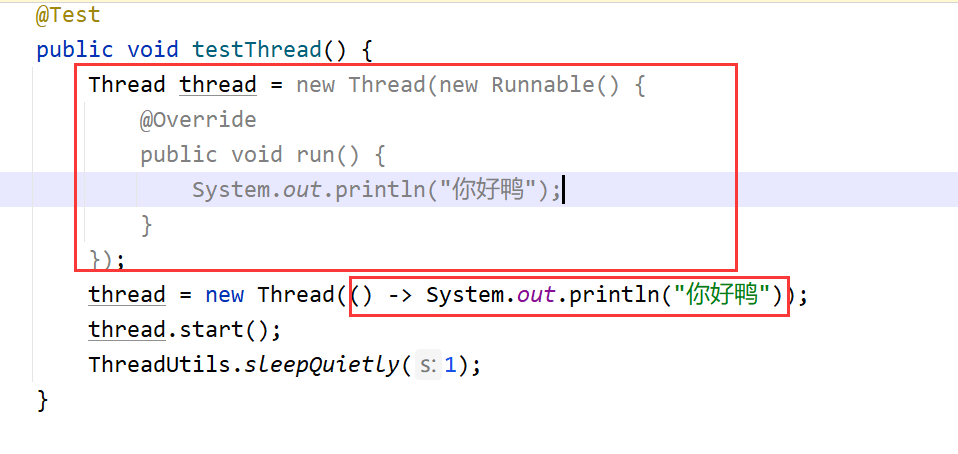 @Test
public void testThread() {
Thread thread = new Thread(new Runnable() {
@Override
public void run() {
System.out.println("你好鸭");
}
});
thread = new Thread(() -> System.out.println("你好鸭"));
thread.start();
ThreadUtils.sleepQuietly( s: 1);
}